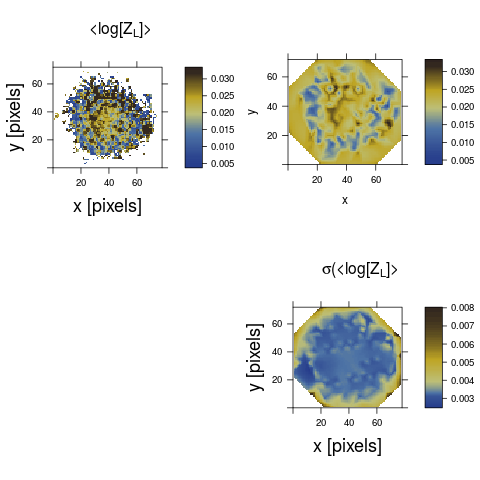 <log[Z_L]>
60
40
20
20 40 60
x [pixels]
y [pixels]
0.030
0.025
0.020
0.015
0.010
0.005
60
40
20
20 40 60
x
y
0.030
0.025
0.020
0.015
0.010
0.005
σ(<log[Z_L]>
60
40
20
20 40 60
x [pixels]
y [pixels]
0.008
0.007
0.006
0.005
0.004
0.003